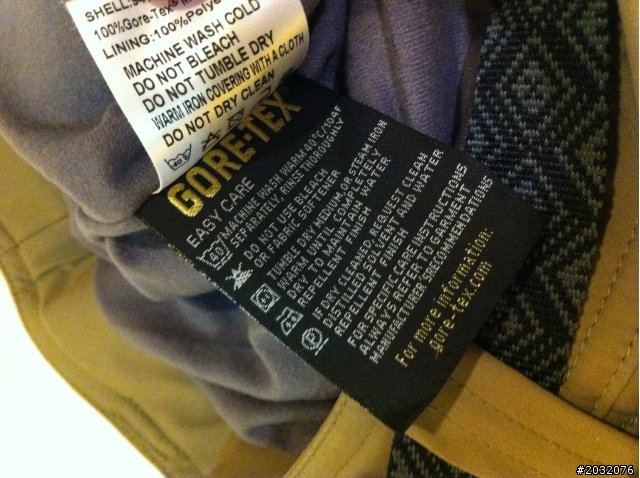 SHELL:
100%Gore-Tex
LINING:100%Polye
MACHINE WASH COLD
DO NOT BLEACH
DO NOT TUMBLE DRY
WARM IRON COVERING WITH A CLOTH
DO NOT DRY CLEAN
GORE-TEX
EASY CARE
MACHINE WASH WARM 40°C/104F
SEPARATELY, RINSE THOROUGHLY
DO NOT USE BLEACH
OR FABRIC SOFTENER
TUMBLE DRY MEDIUM, OR STEAM IRON
WARM UNTIL COMPLETELY
DRY TO MAINTAIN WATER
REPELLENT FINISH
IF DRY CLEANED, REQUEST CLEAN,
DISTILLED SOLVENT AND WATER
REPELLENT FINISH
FOR SPECIFIC CARE INSTRUCTIONS
ALWAYS REFER TO GARMENT
MANUFACTURERS RECOMMENDATIONS
For more information:
gore-tex.com
#2032076